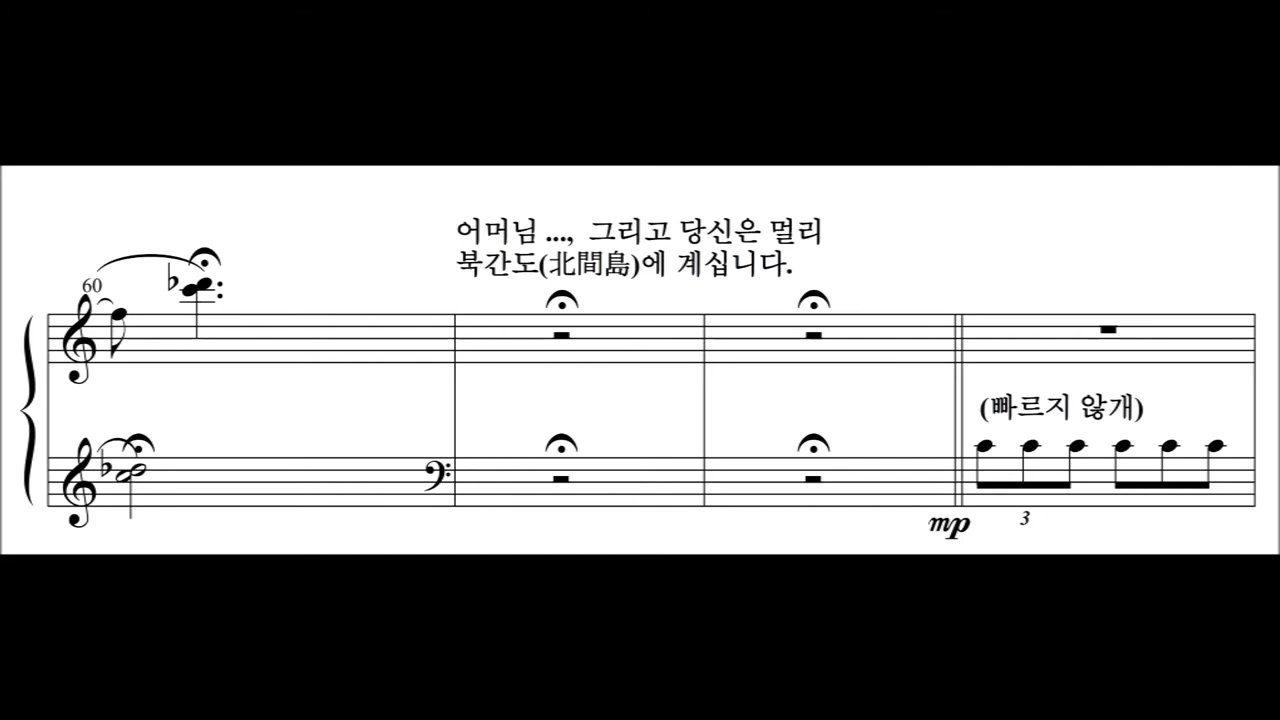 어머님 ..., 그리고 당신은 멀리
북간도(北間島)에 계십니다.
60
(빠르지 않개)
mp
3